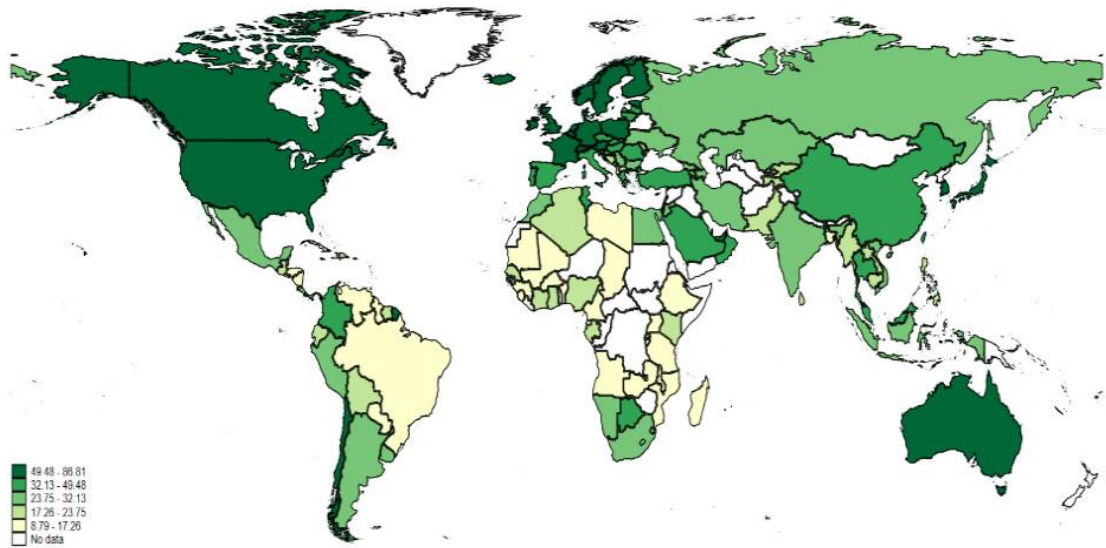 49.48 - 86.81
32.13 - 49.48
23.75 - 32.13
17.26 - 23.75
8.79 - 17.26
No data